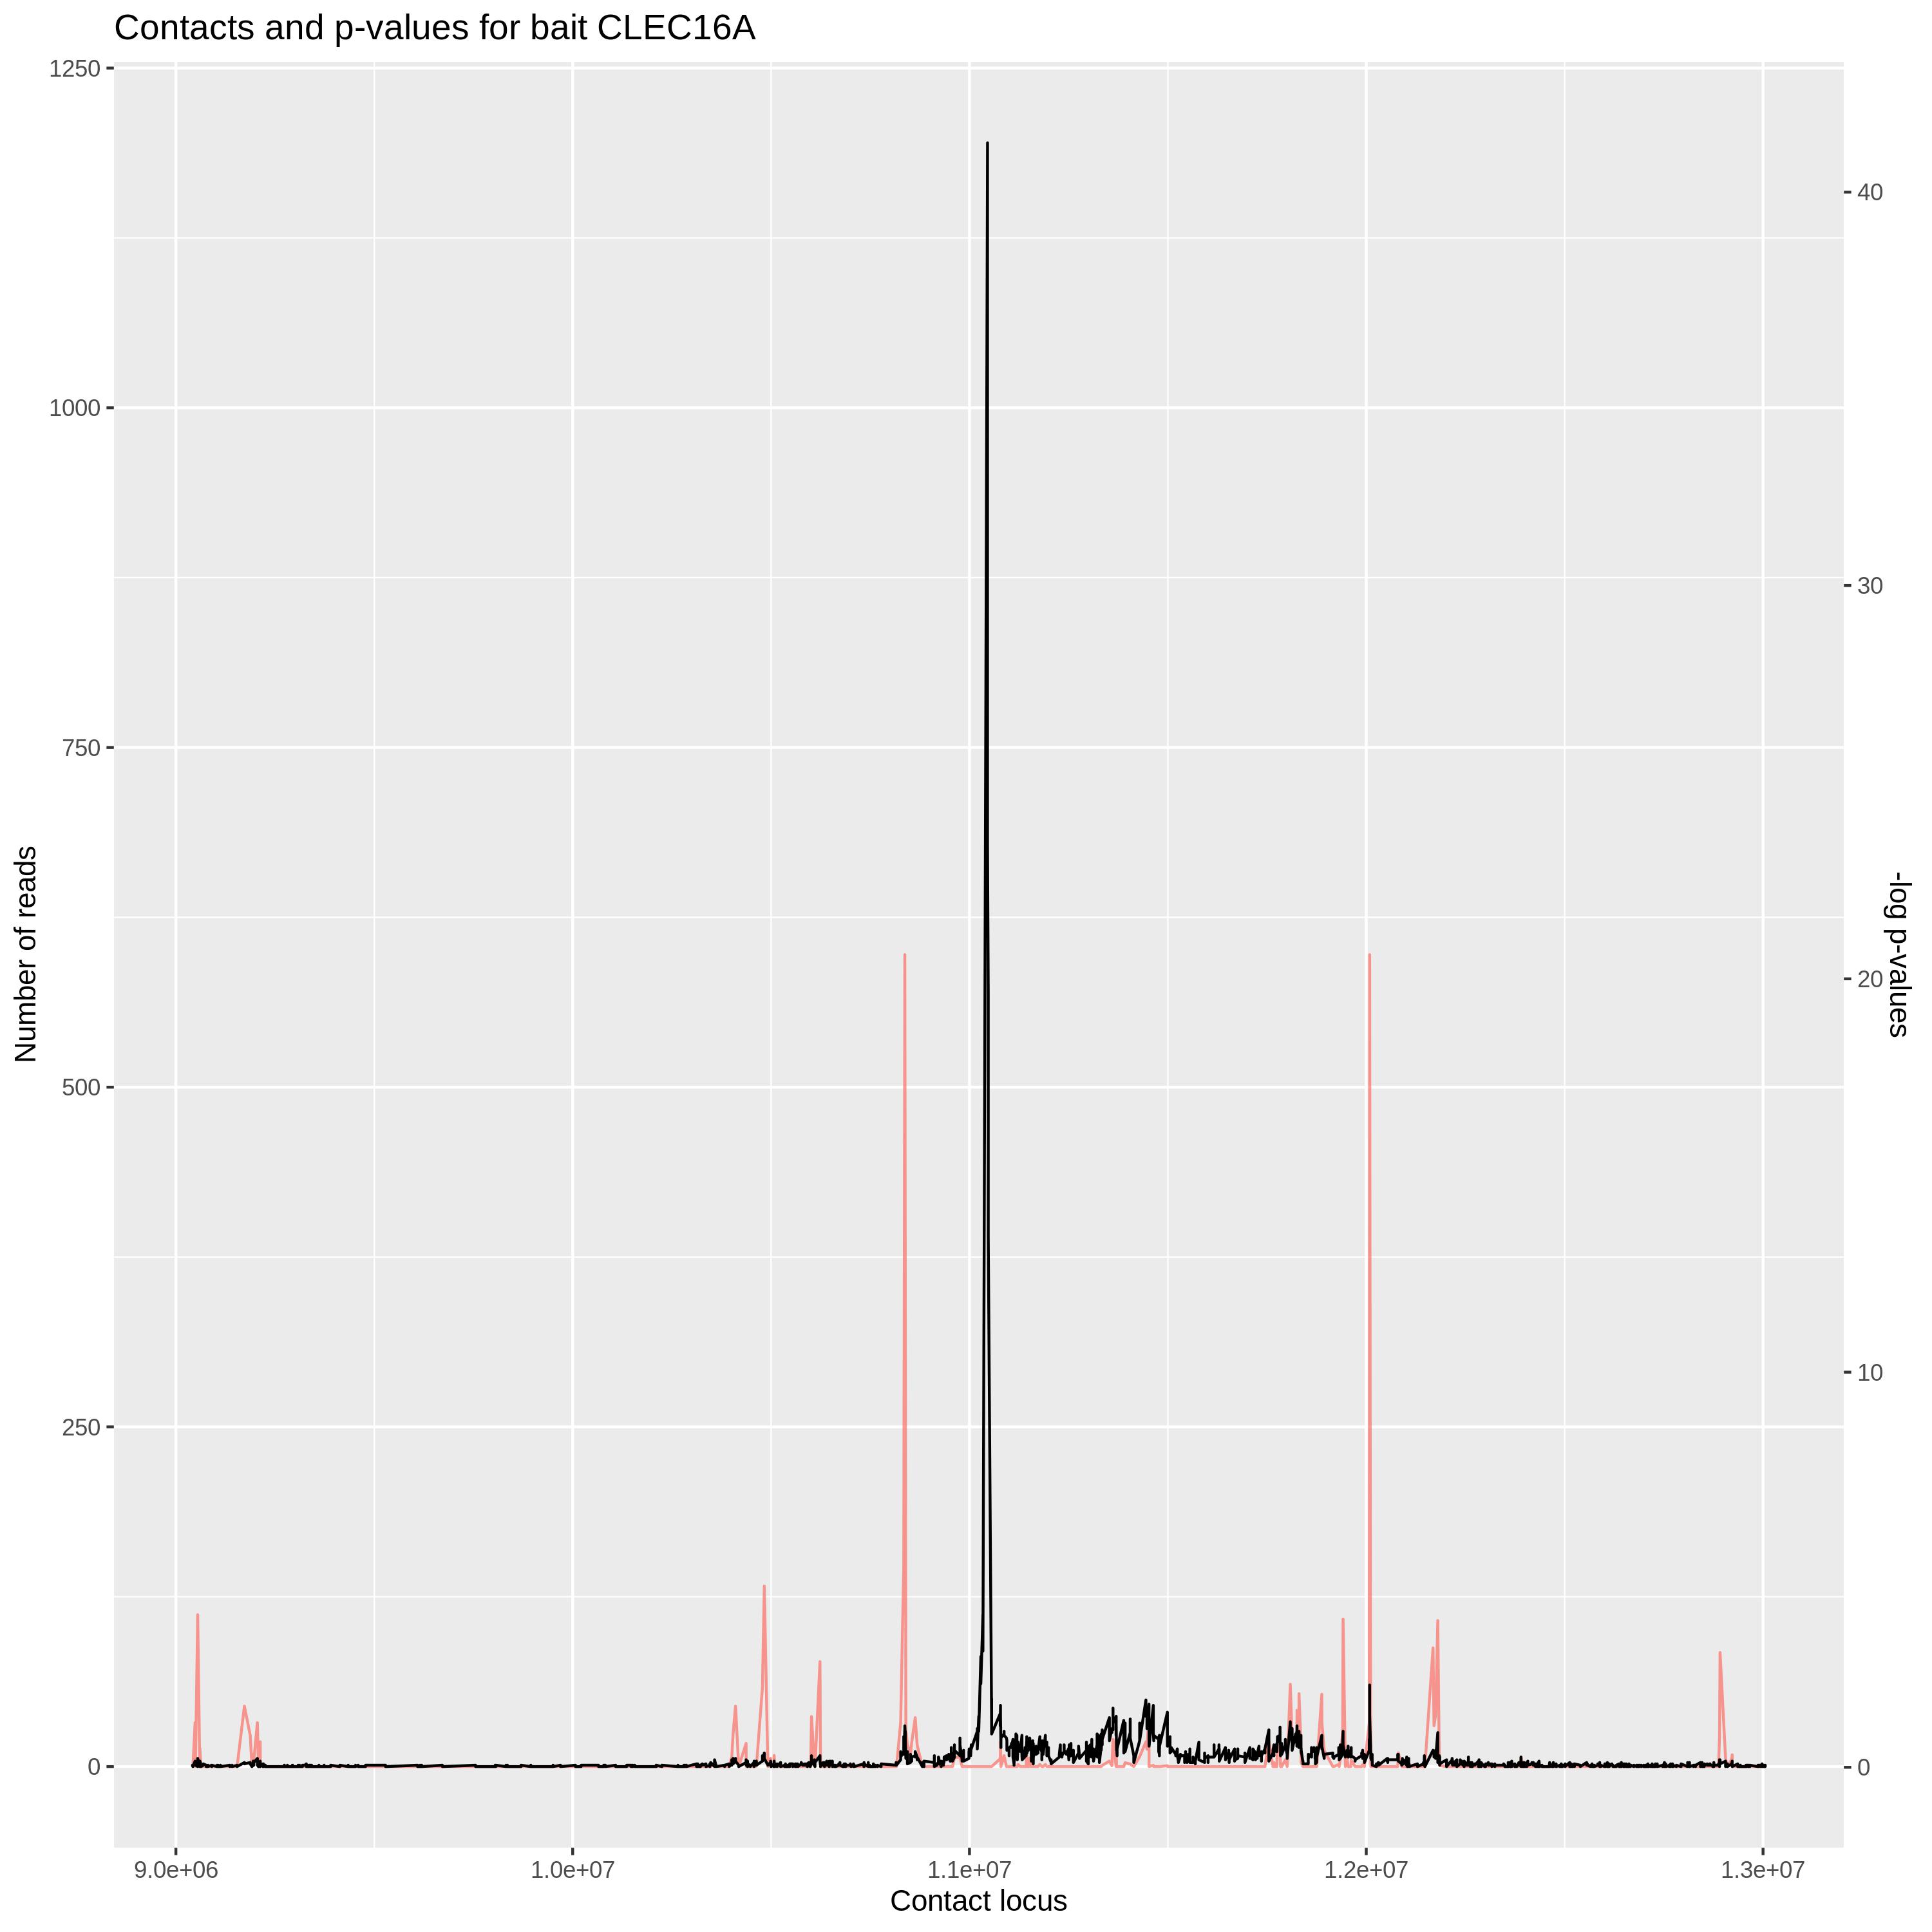 Contacts and p-values for bait CLEC16A
1250
1000
750
500
250
0
Number of reads
40
30
20
10
0
-log p-values
9.0e+06
1.0e+07
1.1e+07
1.2e+07
1.3e+07
Contact locus